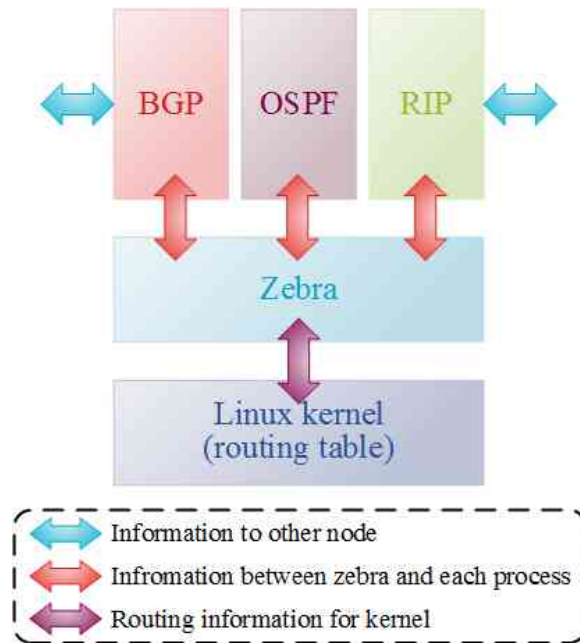 BGP
OSPF
RIP
Zebra
Linux kernel
(routing table)
Information to other node
Infromation between zebra and each process
Routing information for kernel